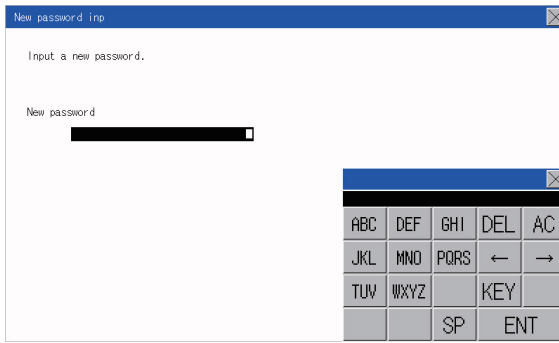 New password inp
Input a new password.
New password
ABC DEF GHI DEL AC
JKL MNO PQRS ← →
TUV WXYZ KEY
SP ENT